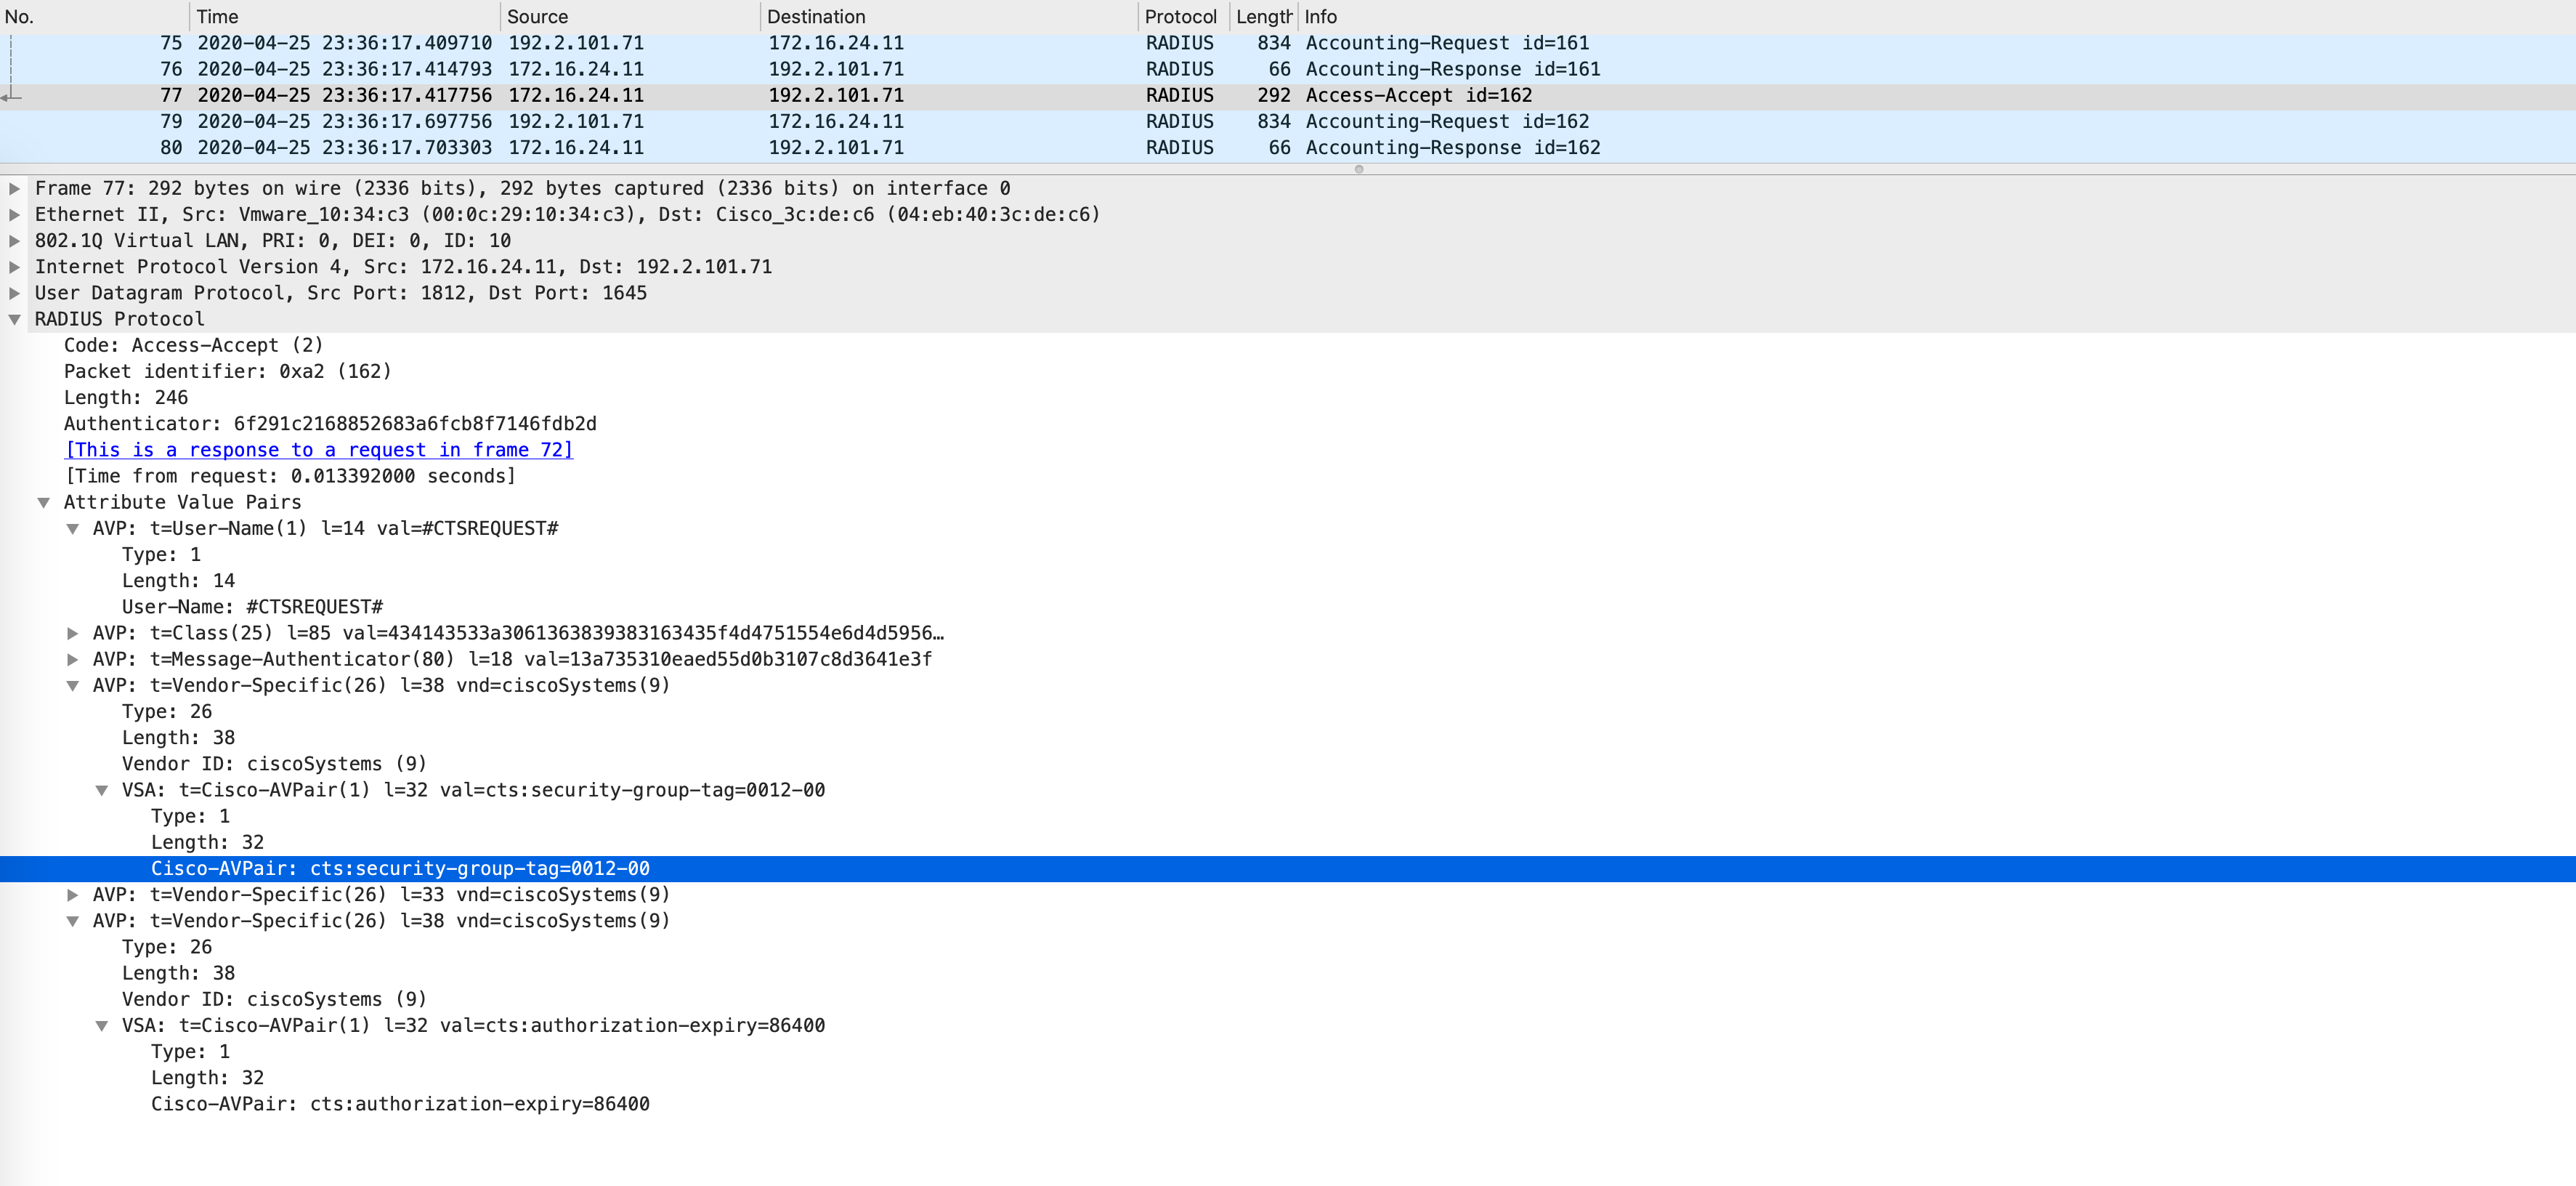 No. Time Source Destination Protocol Length Info
75 2020-04-25 23:36:17.409710 192.2.101.71 172.16.24.11 RADIUS 834 Accounting-Request id=161
76 2020-04-25 23:36:17.414793 172.16.24.11 192.2.101.71 RADIUS 66 Accounting-Response id=161
77 2020-04-25 23:36:17.417756 172.16.24.11 192.2.101.71 RADIUS 292 Access-Accept id=162
79 2020-04-25 23:36:17.697756 192.2.101.71 172.16.24.11 RADIUS 834 Accounting-Request id=162
80 2020-04-25 23:36:17.703303 172.16.24.11 192.2.101.71 RADIUS 66 Accounting-Response id=162
Frame 77: 292 bytes on wire (2336 bits), 292 bytes captured (2336 bits) on interface 0
Ethernet II, Src: Vmware_10:34:c3 (00:0c:29:10:34:c3), Dst: Cisco_3c:de:c6 (04:eb:40:3c:de:c6)
802.1Q Virtual LAN, PRI: 0, DEI: 0, ID: 10
Internet Protocol Version 4, Src: 172.16.24.11, Dst: 192.2.101.71
User Datagram Protocol, Src Port: 1812, Dst Port: 1645
RADIUS Protocol
Code: Access-Accept (2)
Packet identifier: 0xa2 (162)
Length: 246
Authenticator: 6f291c2168852683a6fcb8f7146fdb2d
[This is a response to a request in frame 72]
[Time from request: 0.013392000 seconds]
Attribute Value Pairs
AVP: t=User-Name(1) l=14 val=#CTSREQUEST#
Type: 1
Length: 14
User-Name: #CTSREQUEST#
AVP: t=Class(25) l=85 val=434143533a3061363839383163435f4d4751554e6d4d5956…
AVP: t=Message-Authenticator(80) l=18 val=13a735310eaed55d0b3107c8d3641e3f
AVP: t=Vendor-Specific(26) l=38 vnd=ciscoSystems(9)
Type: 26
Length: 38
Vendor ID: ciscoSystems (9)
VSA: t=Cisco-AVPair(1) l=32 val=cts:security-group-tag=0012-00
Type: 1
Length: 32
Cisco-AVPair: cts:security-group-tag=0012-00
AVP: t=Vendor-Specific(26) l=33 vnd=ciscoSystems(9)
AVP: t=Vendor-Specific(26) l=38 vnd=ciscoSystems(9)
Type: 26
Length: 38
Vendor ID: ciscoSystems (9)
VSA: t=Cisco-AVPair(1) l=32 val=cts:authorization-expiry=86400
Type: 1
Length: 32
Cisco-AVPair: cts:authorization-expiry=86400